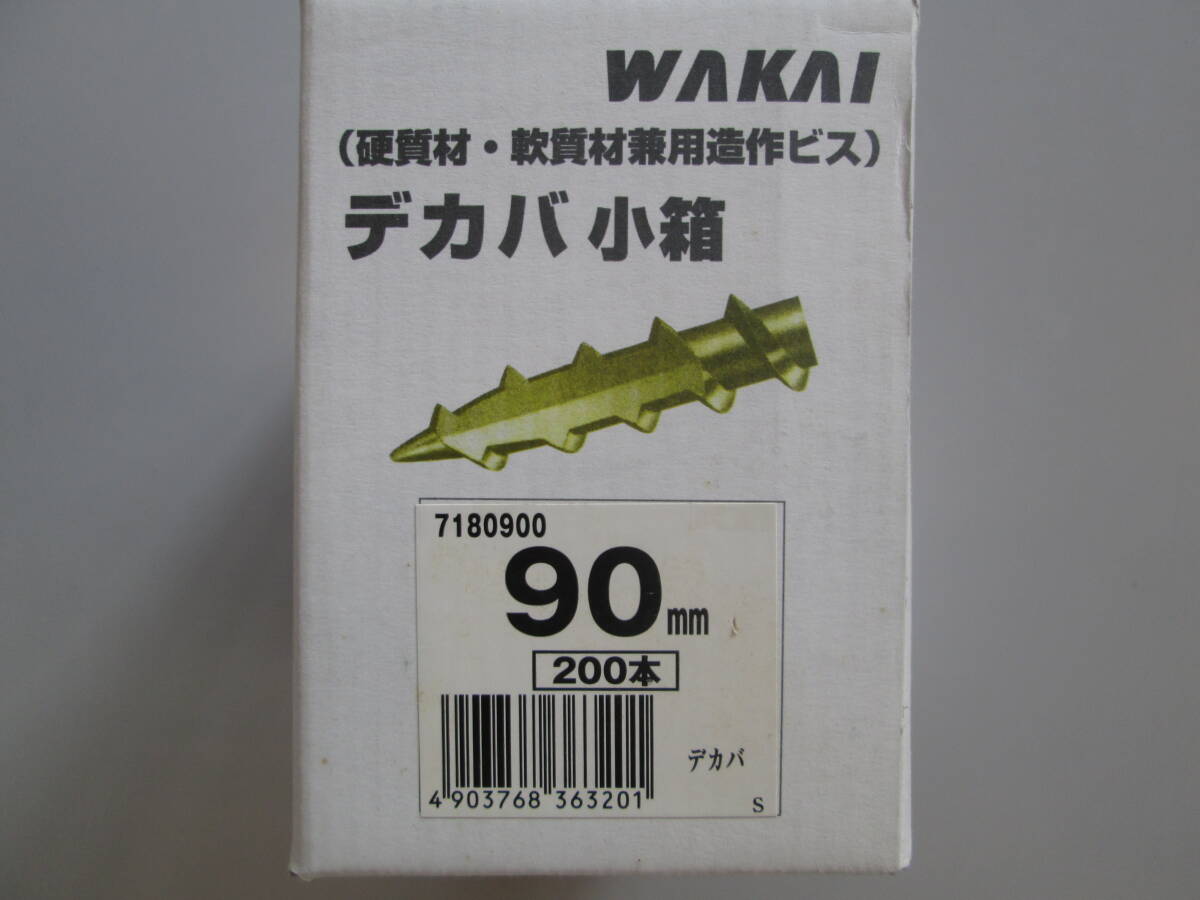 WAKAI
（硬質材・軟質材兼用造作ビス）
デカバ 小箱
7180900
90mm
200本
デカバ
4 903768 363201
S